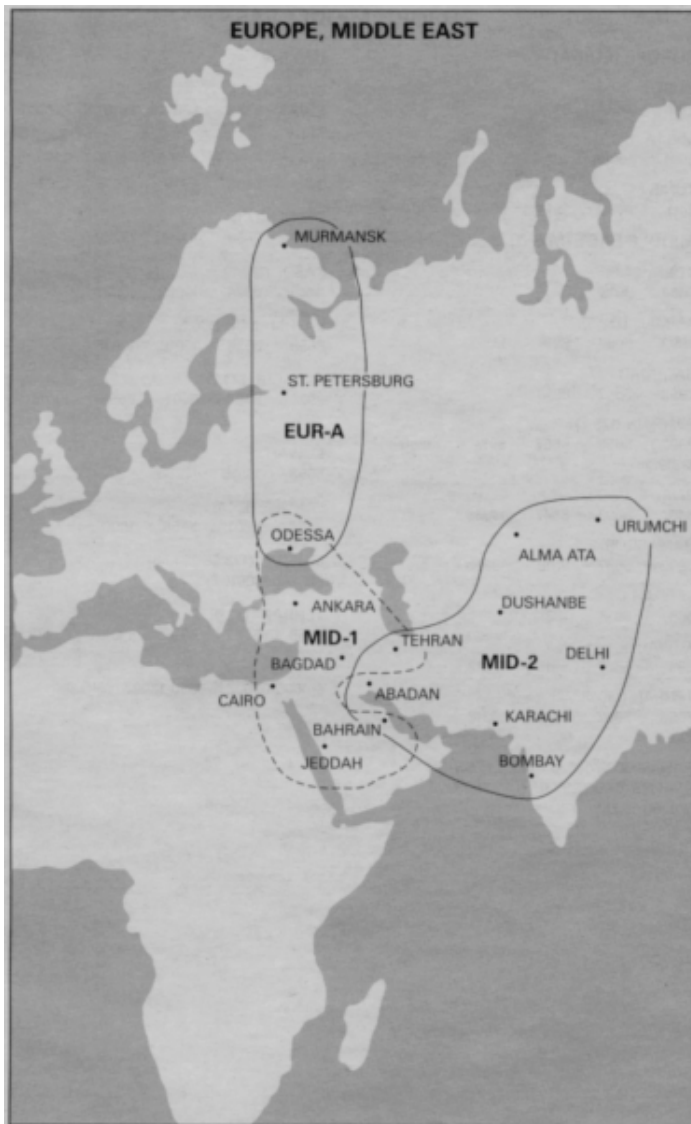 EUROPE, MIDDLE EAST
MURMANSK
ST. PETERSBURG
EUR-A
ODESSA
URUMCHI
ALMA ATA
ANKARA
DUSHANBE
MID-1
TEHRAN
BAGDAD
MID-2
DELHI
CAIRO
ABADAN
KARACHI
BAHRAIN
JEDDAH
BOMBAY